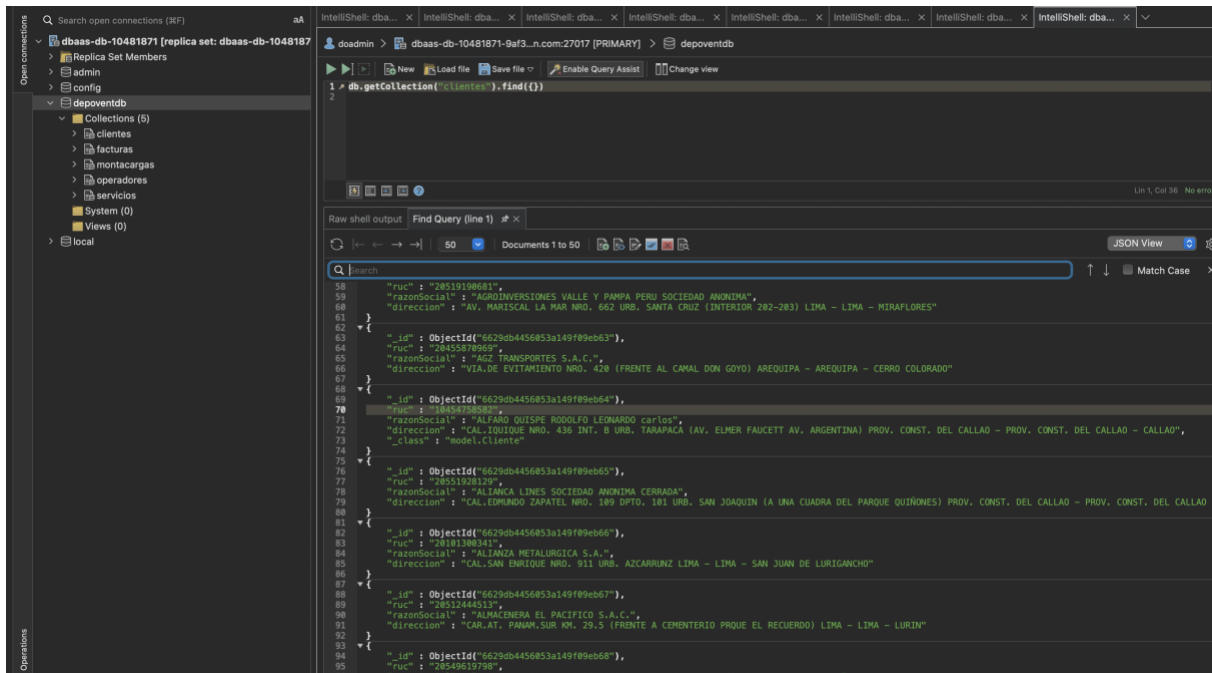 Open connections
Operations
Search open connections (⌘F) aA
dbaas-db-10481871 [replica set: dbaas-db-1048187
Replica Set Members
admin
config
depoventdb
Collections (5)
clientes
facturas
montacargas
operadores
servicios
System (0)
Views (0)
local
IntelliShell: dba... IntelliShell: dba... IntelliShell: dba... IntelliShell: dba... IntelliShell: dba... IntelliShell: dba... IntelliShell: dba... IntelliShell: dba...
doadmin > dbaas-db-10481871-9af3...n.com:27017 [PRIMARY] > depoventdb
New Load file Save file Enable Query Assist Change view
1 db.getCollection("clientes").find({})
2
Lin 1, Col 36 No erro
Raw shell output Find Query (line 1)
50 Documents 1 to 50 JSON View
Search Match Case
58 "ruc" : "20519190681",
59 "razonSocial" : "AGROINVERSIONES VALLE Y PAMPA PERU SOCIEDAD ANONIMA",
60 "direccion" : "AV. MARISCAL LA MAR NRO. 662 URB. SANTA CRUZ (INTERIOR 202-203) LIMA - LIMA - MIRAFLORES"
61 }
62 {
63 "_id" : ObjectId("6629db4456053a149f09eb63"),
64 "ruc" : "20455870969",
65 "razonSocial" : "AGZ TRANSPORTES S.A.C.",
66 "direccion" : "VIA.DE EVITAMIENTO NRO. 420 (FRENTE AL CAMAL DON GOYO) AREQUIPA - AREQUIPA - CERRO COLORADO"
67 }
68 {
69 "_id" : ObjectId("6629db4456053a149f09eb64"),
70 "ruc" : "10454758582",
71 "razonSocial" : "ALFARO QUISPE RODOLFO LEONARDO carlos",
72 "direccion" : "CAL.IQUIQUE NRO. 436 INT. B URB. TARAPACA (AV. ELMER FAUCETT AV. ARGENTINA) PROV. CONST. DEL CALLAO - PROV. CONST. DEL CALLAO - CALLAO",
73 "_class" : "model.Cliente"
74 }
75 {
76 "_id" : ObjectId("6629db4456053a149f09eb65"),
77 "ruc" : "20551928129",
78 "razonSocial" : "ALIANCA LINES SOCIEDAD ANONIMA CERRADA",
79 "direccion" : "CAL.EDMUNDO ZAPATEL NRO. 109 DPTO. 101 URB. SAN JOAQUIN (A UNA CUADRA DEL PARQUE QUIÑONES) PROV. CONST. DEL CALLAO - PROV. CONST. DEL CALLAO
80 }
81 {
82 "_id" : ObjectId("6629db4456053a149f09eb66"),
83 "ruc" : "20101300341",
84 "razonSocial" : "ALIANZA METALURGICA S.A.",
85 "direccion" : "CAL.SAN ENRIQUE NRO. 911 URB. AZCARRUNZ LIMA - LIMA - SAN JUAN DE LURIGANCHO"
86 }
87 {
88 "_id" : ObjectId("6629db4456053a149f09eb67"),
89 "ruc" : "20512444513",
90 "razonSocial" : "ALMACENERA EL PACIFICO S.A.C.",
91 "direccion" : "CAR.AT. PANAM.SUR KM. 29.5 (FRENTE A CEMENTERIO PRQUE EL RECUERDO) LIMA - LIMA - LURIN"
92 }
93 {
94 "_id" : ObjectId("6629db4456053a149f09eb68"),
95 "ruc" : "20549619798",